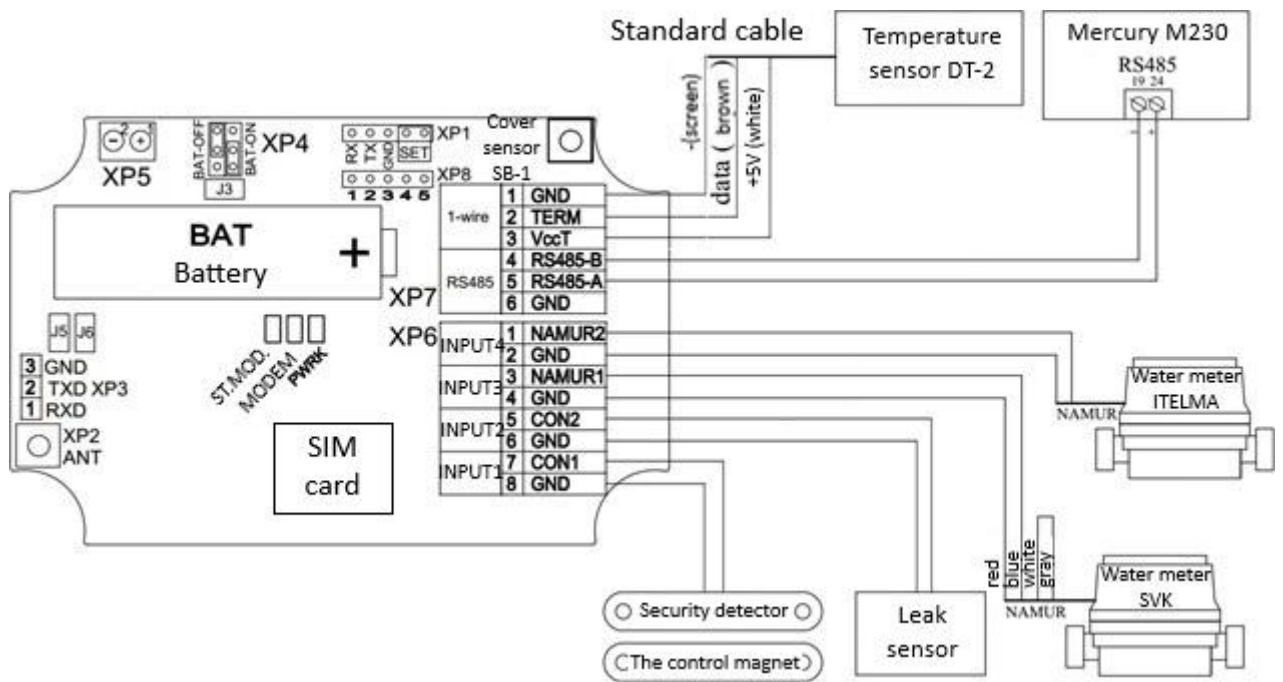 Standard cable
Temperature
sensor DT-2
Mercury M230
RS485
19 24
- +
-(screen)
data ( brown )
+5V (white)
- 2 1 +
XP5
BAT-OFF
BAT-ON
XP4
J3
XP1
RX
TX
GND
SET
XP8
1 2 3 4 5
Cover
sensor
SB-1
1-wire
1 GND
2 TERM
3 VccT
RS485
4 RS485-B
5 RS485-A
6 GND
XP7
BAT
Battery
+
J5 J6
3 GND
2 TXD XP3
1 RXD
XP2
ANT
ST.MOD.
MODEM
PWRK
SIM
card
XP6
INPUT4
1 NAMUR2
2 GND
INPUT3
3 NAMUR1
4 GND
INPUT2
5 CON2
6 GND
INPUT1
7 CON1
8 GND
Water meter
ITELMA
NAMUR
red
blue
white
gray
NAMUR
Water meter
SVK
Leak
sensor
Security detector
The control magnet